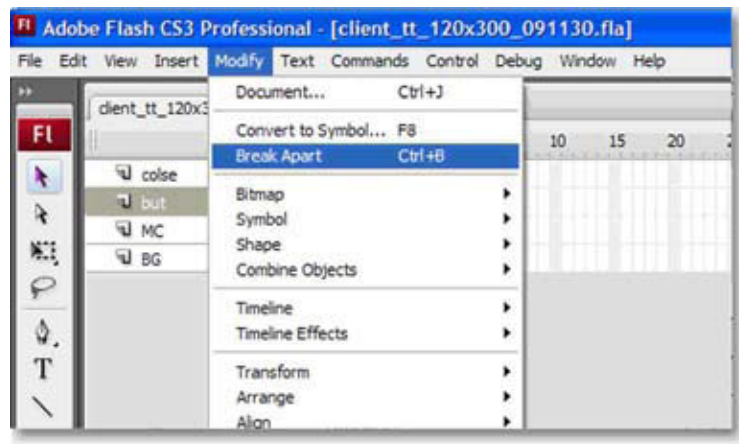 Fl Adobe Flash CS3 Professional - [client_tt_120x300_091130.fla]
File Edit View Insert Modify Text Commands Control Debug Window Help
client_tt_120x3
Fl
Document... Ctrl+J
Convert to Symbol... F8
Break Apart Ctrl+B
Bitmap
Symbol
Shape
Combine Objects
Timeline
Timeline Effects
Transform
Arrange
Align
10 15 20
colse
but
MC
BG
T